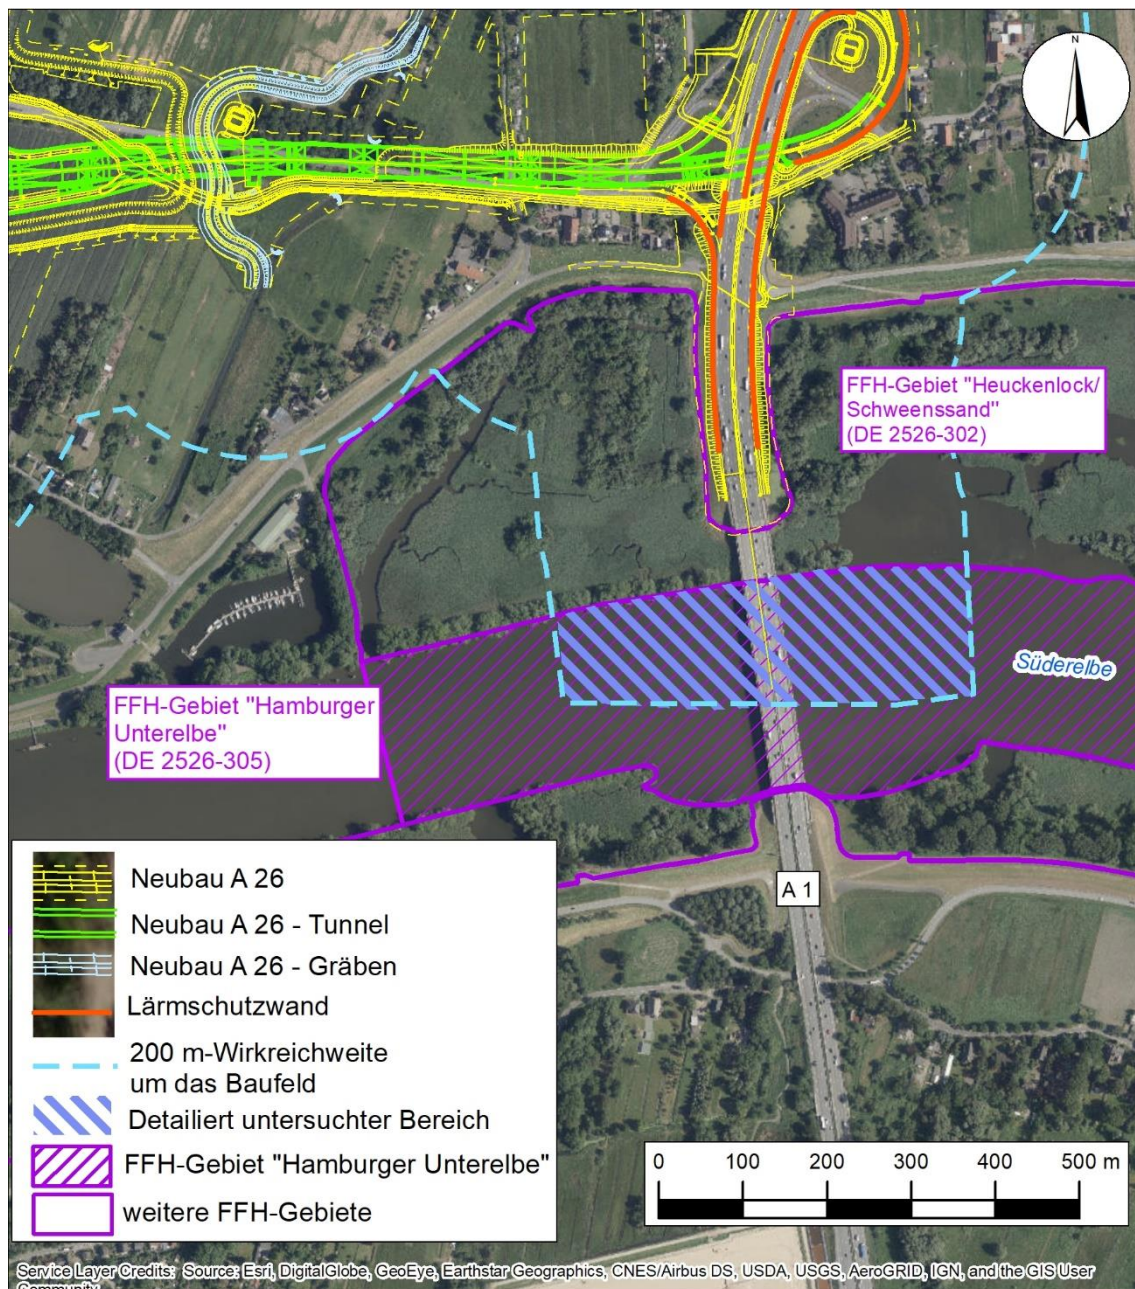 N
FFH-Gebiet "Heuckenlock/
Schweenssand"
(DE 2526-302)
Süderelbe
FFH-Gebiet "Hamburger
Unterelbe"
(DE 2526-305)
A 1
Neubau A 26
Neubau A 26 - Tunnel
Neubau A 26 - Gräben
Lärmschutzwand
200 m-Wirkreichweite
um das Baufeld
Detailiert untersuchter Bereich
FFH-Gebiet "Hamburger Unterelbe"
weitere FFH-Gebiete
0 100 200 300 400 500 m
Service Layer Credits: Source: Esri, DigitalGlobe, GeoEye, Earthstar Geographics, CNES/Airbus DS, USDA, USGS, AeroGRID, IGN, and the GIS User
Community